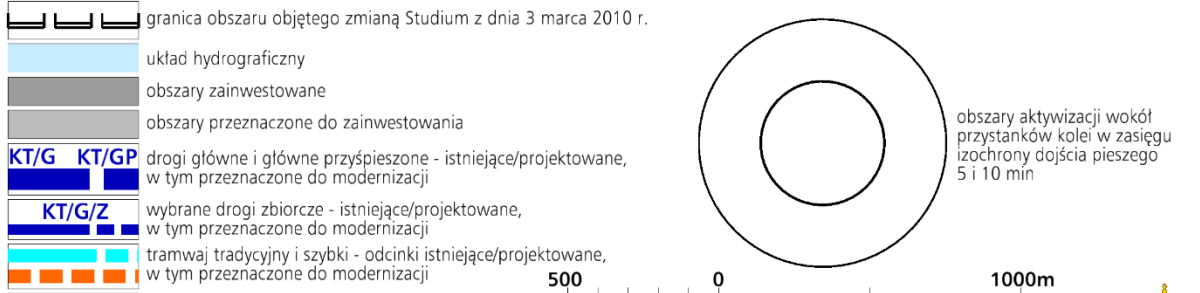 granica obszaru objętego zmianą Studium z dnia 3 marca 2010 r.
układ hydrograficzny
obszary zainwestowane
obszary przeznaczone do zainwestowania
KT/G KT/GP
drogi główne i główne przyśpieszone - istniejące/projektowane,
w tym przeznaczone do modernizacji
KT/G/Z
wybrane drogi zbiorcze - istniejące/projektowane,
w tym przeznaczone do modernizacji
tramwaj tradycyjny i szybki - odcinki istniejące/projektowane,
w tym przeznaczone do modernizacji
obszary aktywizacji wokół
przystanków kolei w zasięgu
izochrony dojścia pieszego
5 i 10 min
500 0 1000m